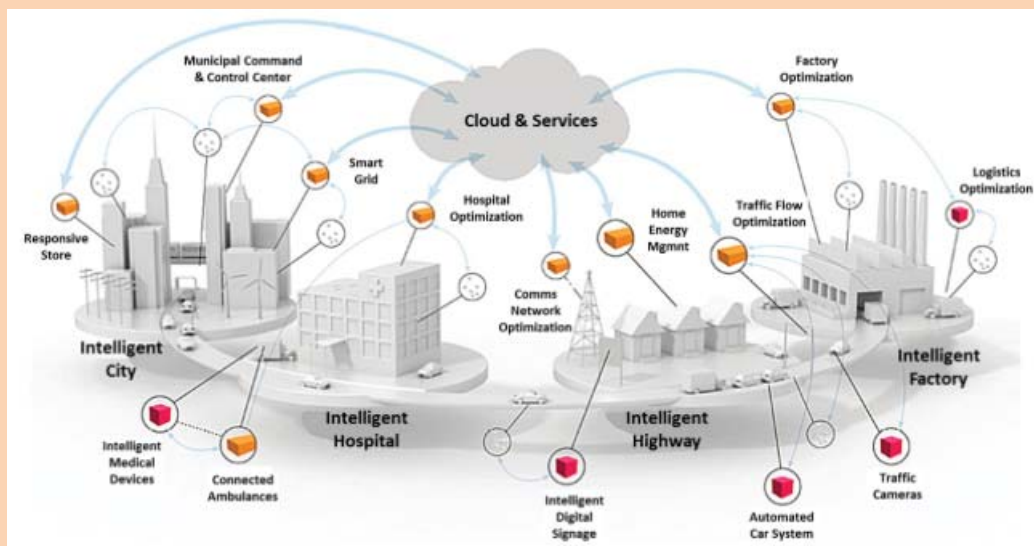 Municipal Command
& Control Center
Cloud & Services
Factory
Optimization
Smart
Grid
Hospital
Optimization
Logistics
Optimization
Responsive
Store
Home
Energy
Mgmnt
Traffic Flow
Optimization
Comms
Network
Optimization
Intelligent
City
Intelligent
Hospital
Intelligent
Highway
Intelligent
Factory
Intelligent
Medical
Devices
Connected
Ambulances
Intelligent
Digital
Signage
Automated
Car System
Traffic
Cameras